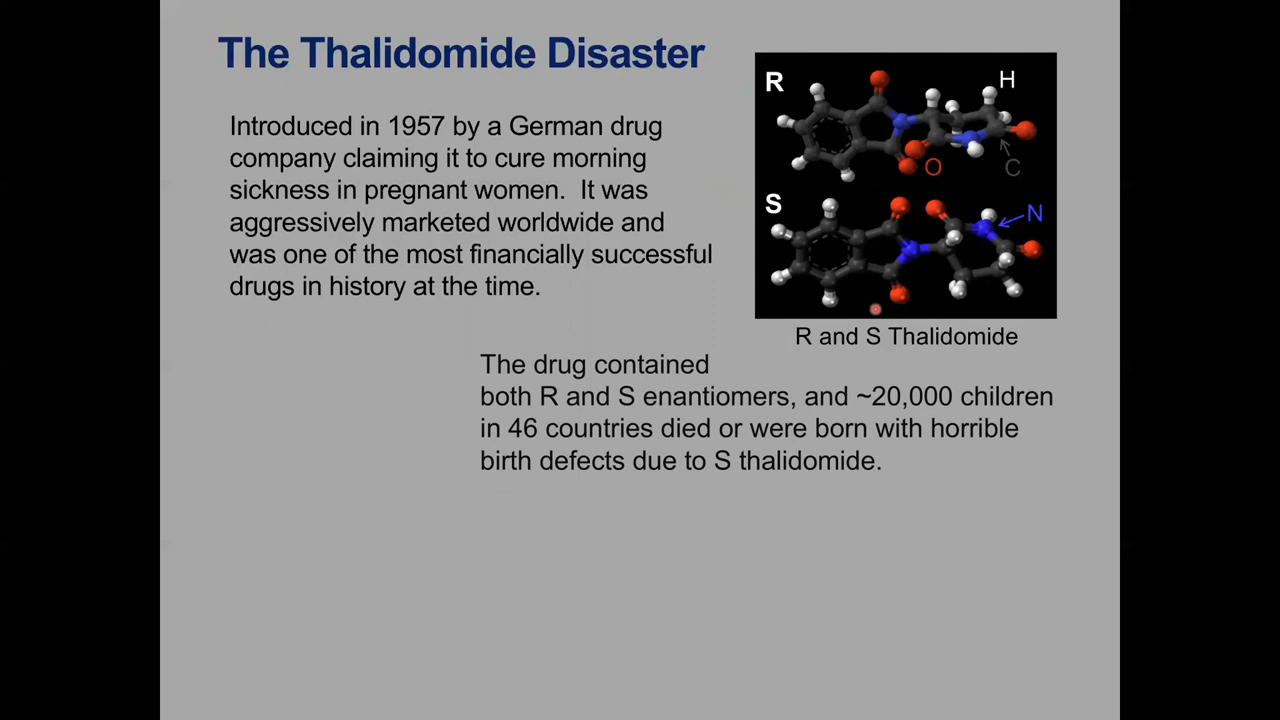 The Thalidomide Disaster
Introduced in 1957 by a German drug
company claiming it to cure morning
sickness in pregnant women.  It was
aggressively marketed worldwide and
was one of the most financially successful
drugs in history at the time.
R
H
O
C
S
N
R and S Thalidomide
The drug contained
both R and S enantiomers, and ~20,000 children
in 46 countries died or were born with horrible
birth defects due to S thalidomide.